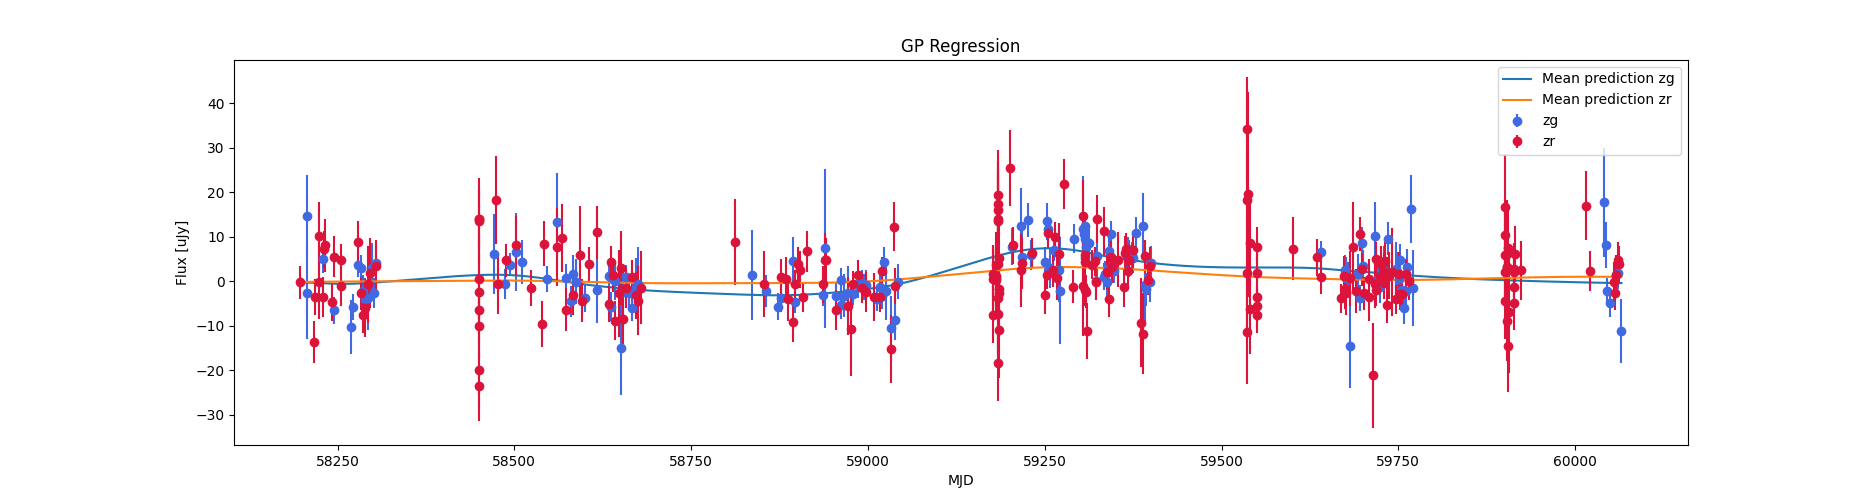 GP Regression
Flux [uJy]
40
30
20
10
0
−10
−20
−30
58250
58500
58750
59000
59250
59500
59750
60000
MJD
Mean prediction zg
Mean prediction zr
zg
zr